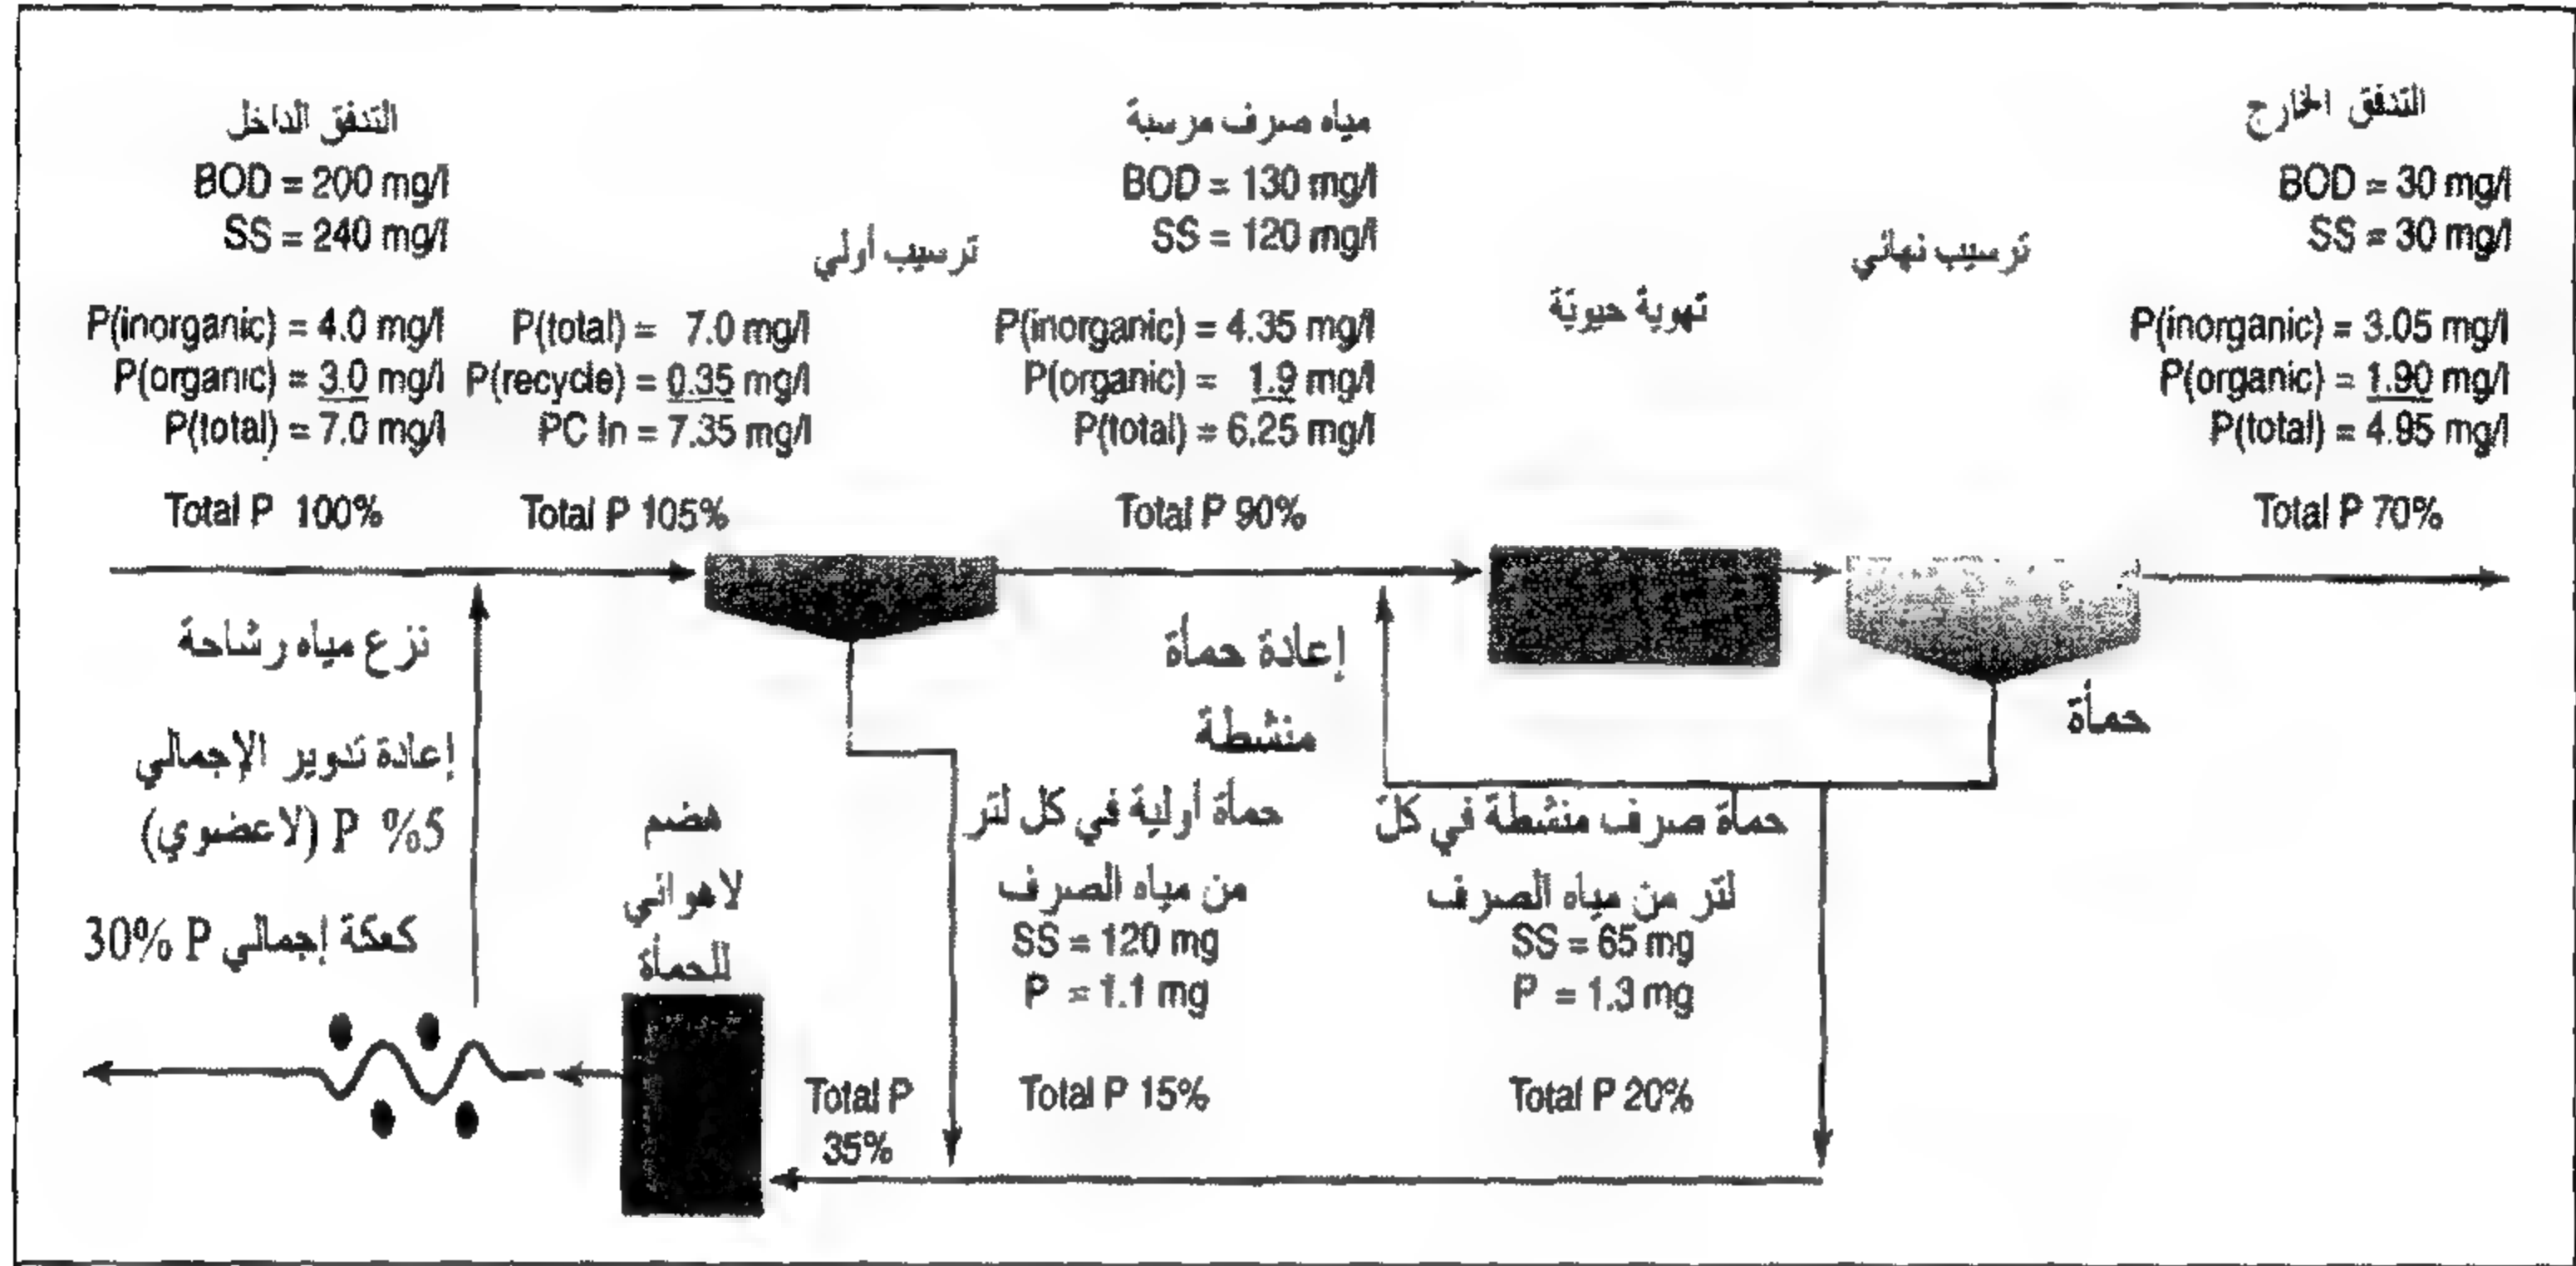 التدفق الداخل
BOD = 200 mg/l
SS = 240 mg/l
P(inorganic) = 4.0 mg/l
P(organic) = 3.0 mg/l
P(total) = 7.0 mg/l
Total P 100%
P(total) = 7.0 mg/l
P(recycle) = 0.35 mg/l
PC In = 7.35 mg/l
Total P 105%
ترسيب أولي
مياه صرف مرسبة
BOD = 130 mg/l
SS = 120 mg/l
P(inorganic) = 4.35 mg/l
P(organic) = 1.9 mg/l
P(total) = 6.25 mg/l
Total P 90%
تهوية حيوية
ترسيب نهائي
التدفق الخارج
BOD = 30 mg/l
SS = 30 mg/l
P(inorganic) = 3.05 mg/l
P(organic) = 1.90 mg/l
P(total) = 4.95 mg/l
Total P 70%
نزع مياه رشاحة
إعادة تدوير الإجمالي
5% P (لاعضوي)
كعكة إجمالي 30% P
هضم
لاهوائي
للحمأة
Total P
35%
إعادة حمأة
منشطة
حمأة أولية في كل لتر
من مياه الصرف
SS = 120 mg
P = 1.1 mg
Total P 15%
حمأة صرف منشطة في كل
لتر من مياه الصرف
SS = 65 mg
P = 1.3 mg
Total P 20%
حمأة